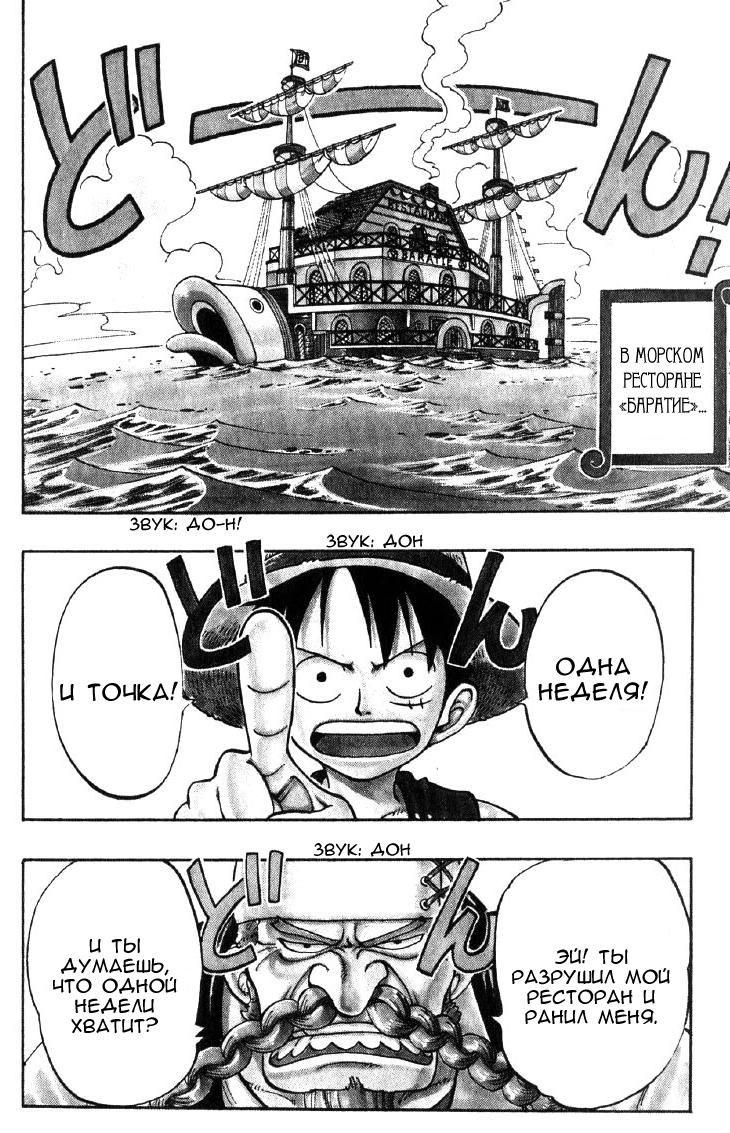 どーん!
RESTAURANT
BARATIE
В МОРСКОМ
РЕСТОРАНЕ
«БАРАТИЕ»...
ЗВУК: ДО-Н!
ЗВУК: ДОН
どん
ОДНА
НЕДЕЛЯ!
И ТОЧКА!
ЗВУК: ДОН
どん
ЭЙ! ТЫ
РАЗРУШИЛ МОЙ
РЕСТОРАН И
РАНИЛ МЕНЯ.
И ТЫ
ДУМАЕШЬ,
ЧТО ОДНОЙ
НЕДЕЛИ
ХВАТИТ?